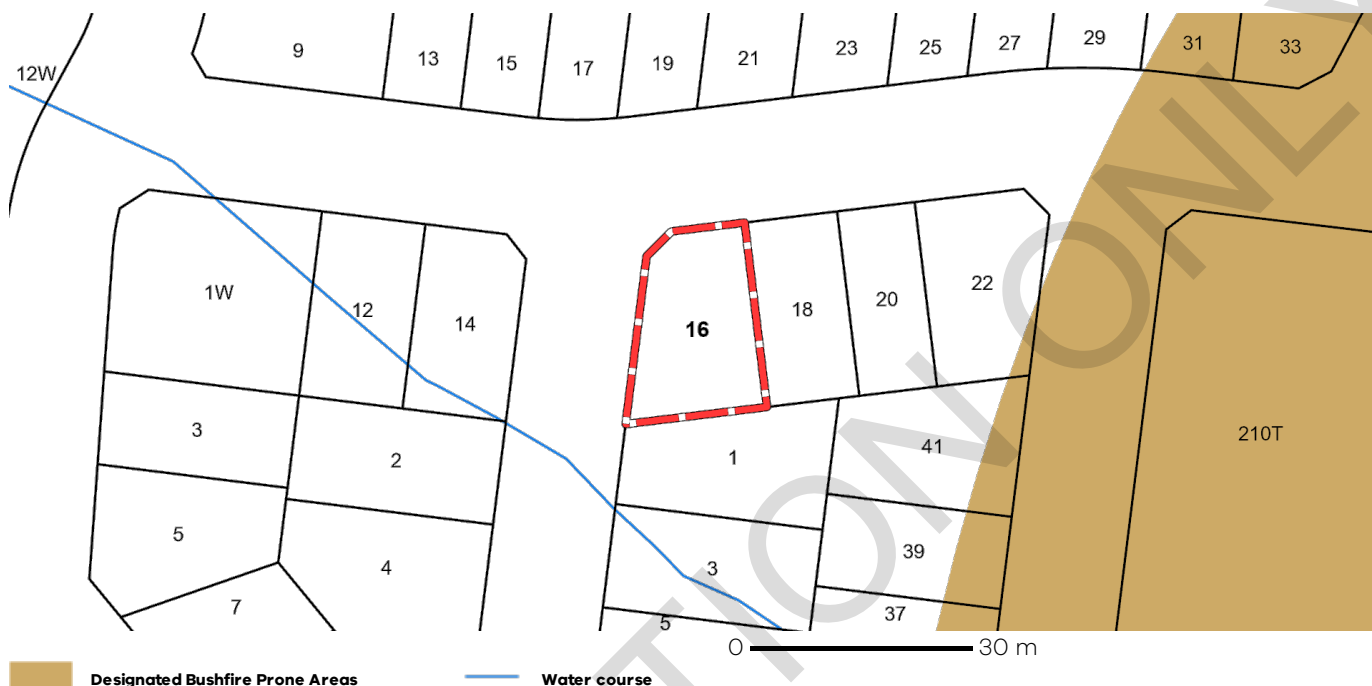 9 13 15 17 19 21 23 25 27 29 31 33
12W
1W 12 14 16 18 20 22
3 2 1 41 210T
5 4 3 39
7 5 37
0 30 m
Designated Bushfire Prone Areas Water course
TION ONLY